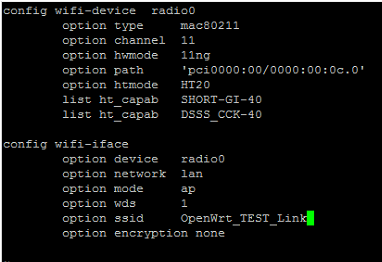 config wifi-device radio0
option type mac80211
option channel 11
option hwmode 11ng
option path 'pci0000:00/0000:00:0c.0'
option htmode HT20
list ht_capab SHORT-GI-40
list ht_capab DSSS_CCK-40
config wifi-iface
option device radio0
option network lan
option mode ap
option wds 1
option ssid OpenWrt_TEST_Link
option encryption none